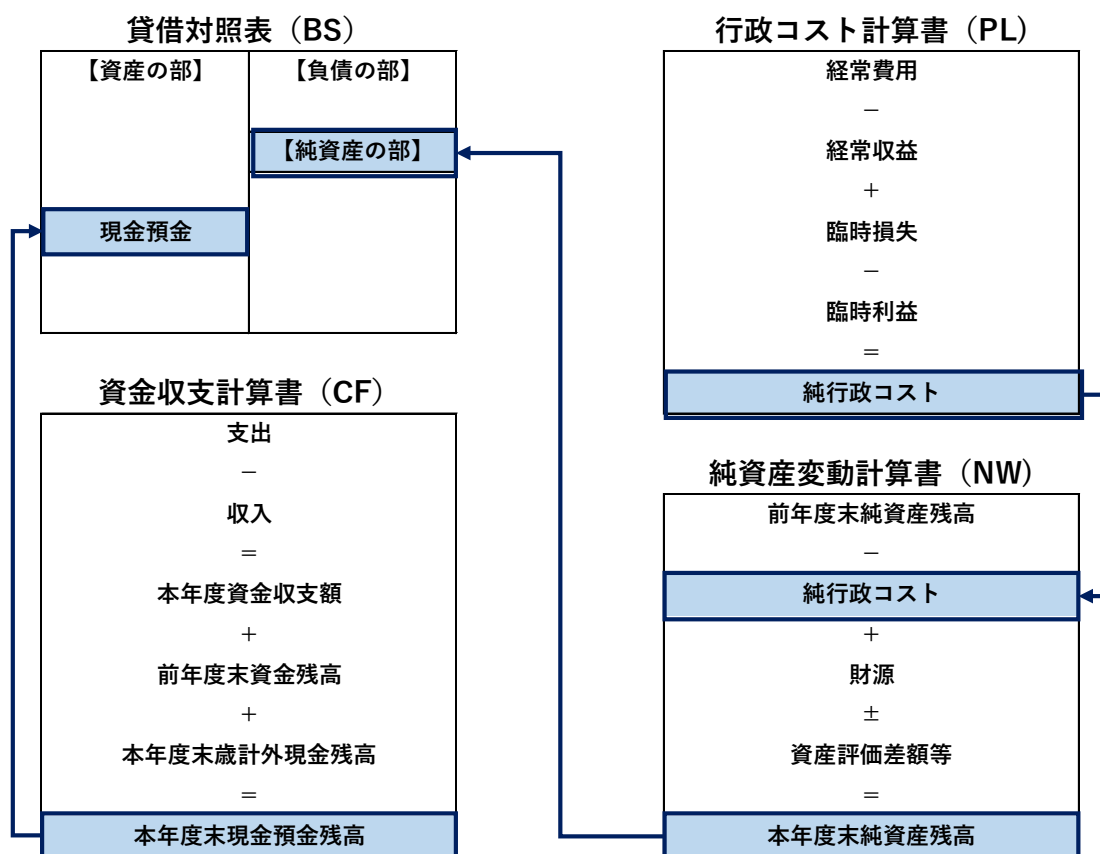 貸借対照表（BS）
【資産の部】
【負債の部】
【純資産の部】
現金預金
資金収支計算書（CF）
支出
－
収入
＝
本年度資金収支額
＋
前年度末資金残高
＋
本年度末歳計外現金残高
＝
本年度末現金預金残高
行政コスト計算書（PL）
経常費用
－
経常収益
＋
臨時損失
－
臨時利益
＝
純行政コスト
純資産変動計算書（NW）
前年度末純資産残高
－
純行政コスト
＋
財源
±
資産評価差額等
＝
本年度末純資産残高